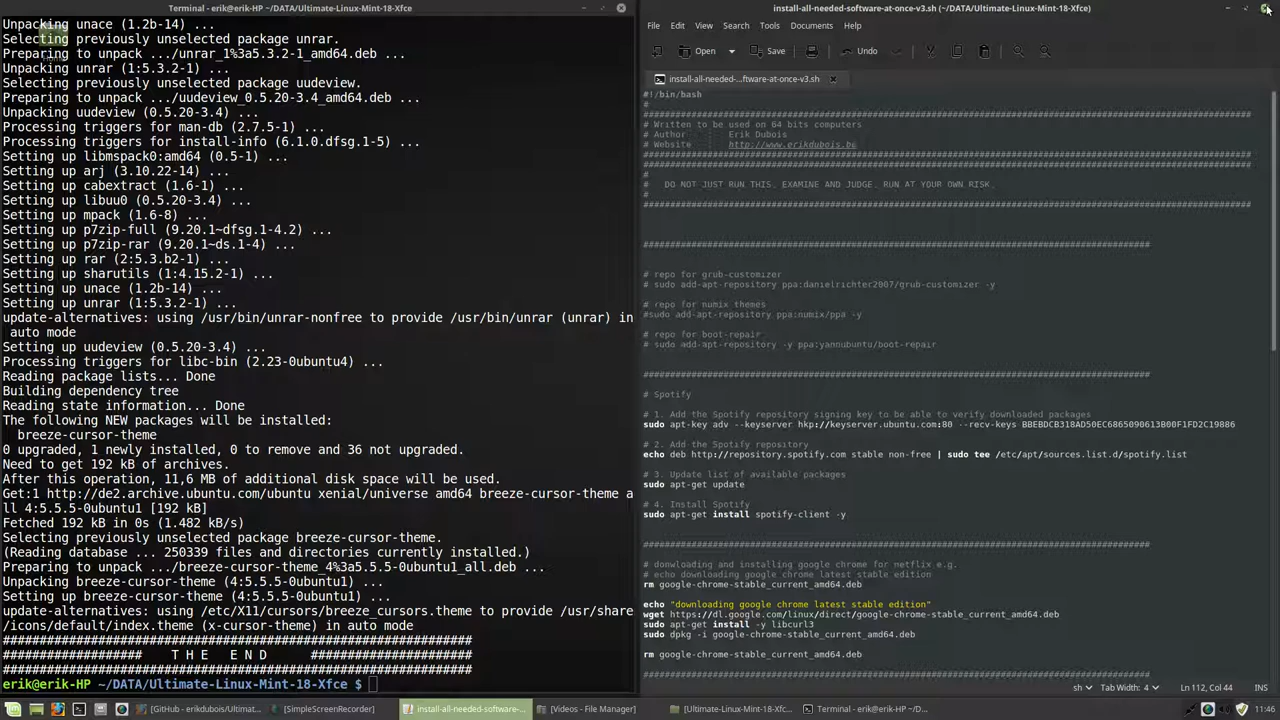 Terminal - erik@erik-HP ~/DATA/Ultimate-Linux-Mint-18-Xfce
Unpacking unace (1.2b-14) ...
Selecting previously unselected package unrar.
Preparing to unpack .../unrar_1%3a5.3.2-1_amd64.deb ...
Unpacking unrar (1:5.3.2-1) ...
Selecting previously unselected package uudeview.
Preparing to unpack .../uudeview_0.5.20-3.4_amd64.deb ...
Unpacking uudeview (0.5.20-3.4) ...
Processing triggers for man-db (2.7.5-1) ...
Processing triggers for install-info (6.1.0.dfsg.1-5) ...
Setting up libmspack0:amd64 (0.5-1) ...
Setting up arj (3.10.22-14) ...
Setting up cabextract (1.6-1) ...
Setting up libuu0 (0.5.20-3.4) ...
Setting up mpack (1.6-8) ...
Setting up p7zip-full (9.20.1~dfsg.1-4.2) ...
Setting up p7zip-rar (9.20.1~ds.1-4) ...
Setting up rar (2:5.3.b2-1) ...
Setting up sharutils (1:4.15.2-1) ...
Setting up unace (1.2b-14) ...
Setting up unrar (1:5.3.2-1) ...
update-alternatives: using /usr/bin/unrar-nonfree to provide /usr/bin/unrar (unrar) in
auto mode
Setting up uudeview (0.5.20-3.4) ...
Processing triggers for libc-bin (2.23-0ubuntu4) ...
Reading package lists... Done
Building dependency tree
Reading state information... Done
The following NEW packages will be installed:
breeze-cursor-theme
0 upgraded, 1 newly installed, 0 to remove and 36 not upgraded.
Need to get 192 kB of archives.
After this operation, 11,6 MB of additional disk space will be used.
Get:1 http://de2.archive.ubuntu.com/ubuntu xenial/universe amd64 breeze-cursor-theme a
ll 4:5.5.5-0ubuntu1 [192 kB]
Fetched 192 kB in 0s (1.482 kB/s)
Selecting previously unselected package breeze-cursor-theme.
(Reading database ... 250339 files and directories currently installed.)
Preparing to unpack .../breeze-cursor-theme_4%3a5.5.5-0ubuntu1_all.deb ...
Unpacking breeze-cursor-theme (4:5.5.5-0ubuntu1) ...
Setting up breeze-cursor-theme (4:5.5.5-0ubuntu1) ...
update-alternatives: using /etc/X11/cursors/breeze_cursors.theme to provide /usr/share
/icons/default/index.theme (x-cursor-theme) in auto mode
########################################################
################## T H E  E N D ###################
########################################################
erik@erik-HP ~/DATA/Ultimate-Linux-Mint-18-Xfce $
install-all-needed-software-at-once-v3.sh (~/DATA/Ultimate-Linux-Mint-18-Xfce)
File Edit View Search Tools Documents Help
Open Save Undo
install-all-needed-...ftware-at-once-v3.sh
#!/bin/bash
#
##################################################################################################################
# Written to be used on 64 bits computers
# Author : Erik Dubois
# Website : http://www.erikdubois.be
##################################################################################################################
##################################################################################################################
#
# DO NOT JUST RUN THIS. EXAMINE AND JUDGE. RUN AT YOUR OWN RISK.
#
##################################################################################################################
###############################################################################################
# repo for grub-customizer
# sudo add-apt-repository ppa:danielrichter2007/grub-customizer -y
# repo for numix themes
#sudo add-apt-repository ppa:numix/ppa -y
# repo for boot-repair
# sudo add-apt-repository -y ppa:yannubuntu/boot-repair
###############################################################################################
# Spotify
# 1. Add the Spotify repository signing key to be able to verify downloaded packages
sudo apt-key adv --keyserver hkp://keyserver.ubuntu.com:80 --recv-keys BBEBDCB318AD50EC6865090613B00F1FD2C19886
# 2. Add the Spotify repository
echo deb http://repository.spotify.com stable non-free | sudo tee /etc/apt/sources.list.d/spotify.list
# 3. Update list of available packages
sudo apt-get update
# 4. Install Spotify
sudo apt-get install spotify-client -y
###############################################################################################
# donwloading and installing google chrome for netflix e.g.
# echo downloading google chrome latest stable edition
rm google-chrome-stable_current_amd64.deb
echo "downloading google chrome latest stable edition"
wget https://dl.google.com/linux/direct/google-chrome-stable_current_amd64.deb
sudo apt-get install -y libcurl3
sudo dpkg -i google-chrome-stable_current_amd64.deb
rm google-chrome-stable_current_amd64.deb
###############################################################################################
sh Tab Width: 4 Ln 112, Col 44 INS
[GitHub - erikdubois/Ultimat... [SimpleScreenRecorder] install-all-needed-software-... [Videos - File Manager] [Ultimate-Linux-Mint-18-Xfc... Terminal - erik@erik-HP ~/D... 11:46